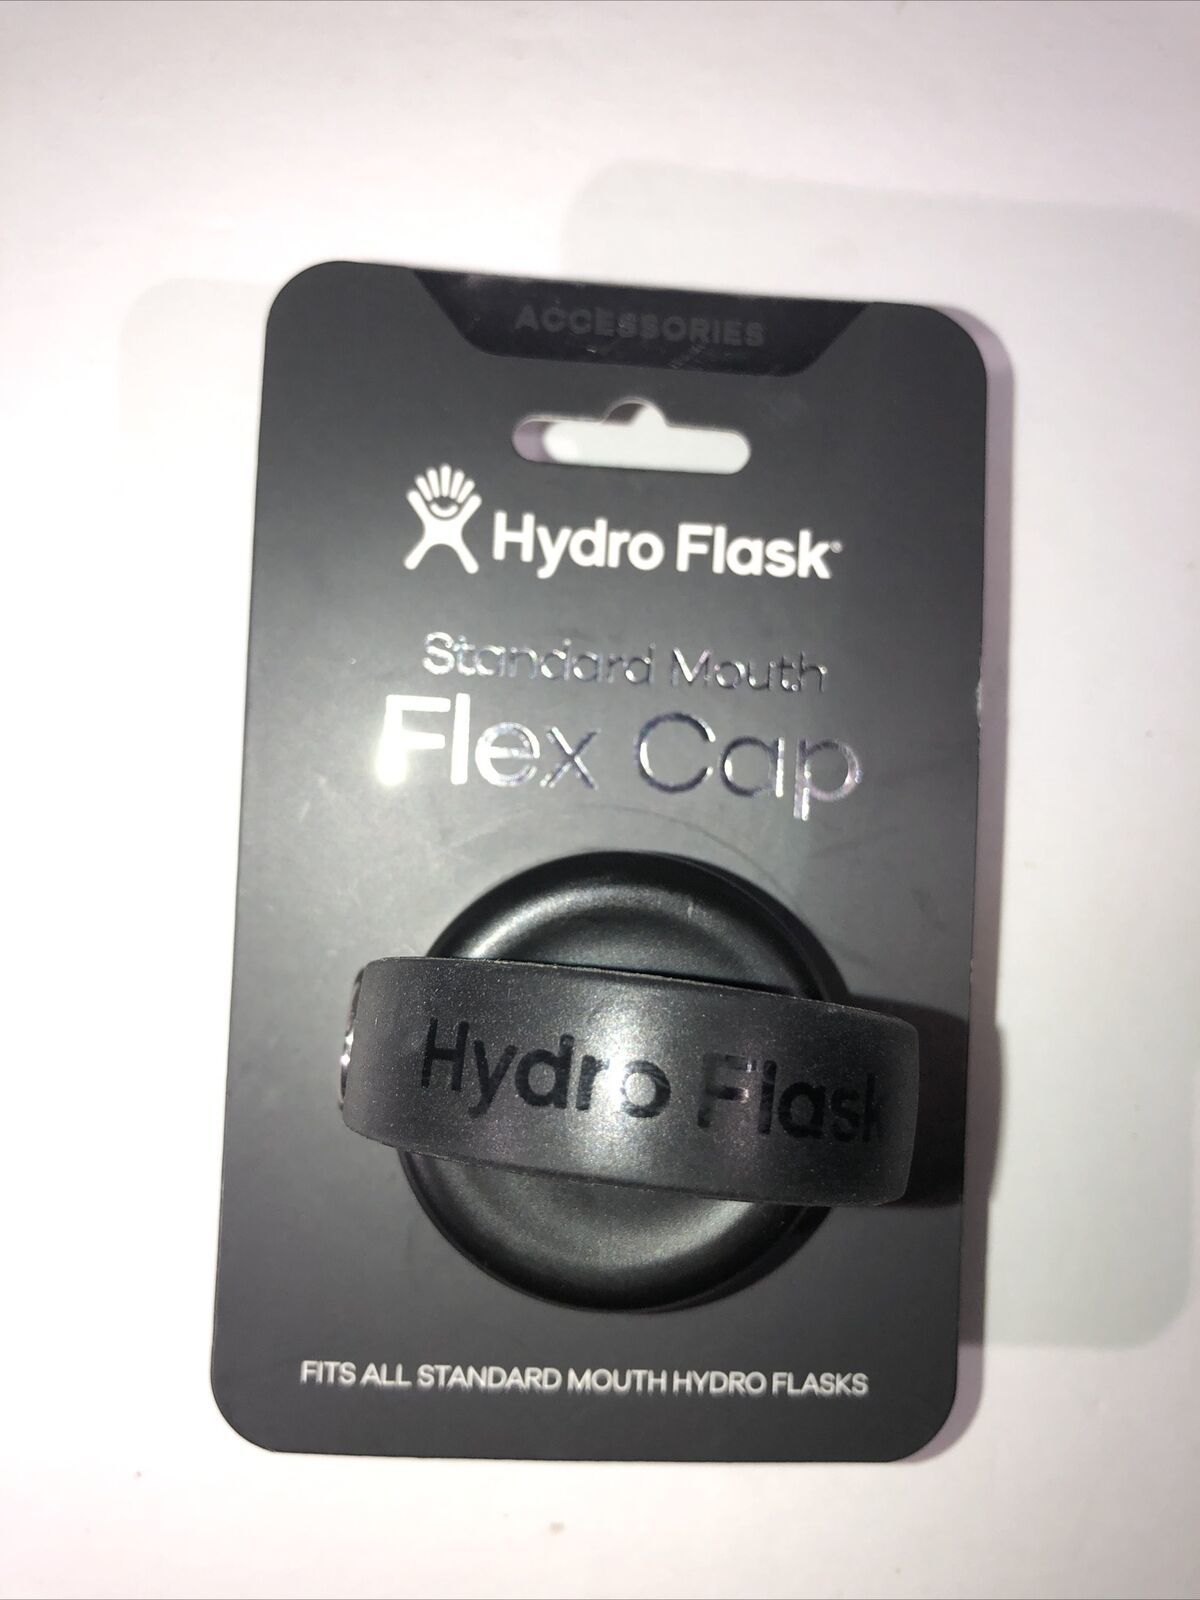 ACCESSORIES
Hydro Flask®
Standard Mouth
Flex Cap
Hydro Flask
FITS ALL STANDARD MOUTH HYDRO FLASKS